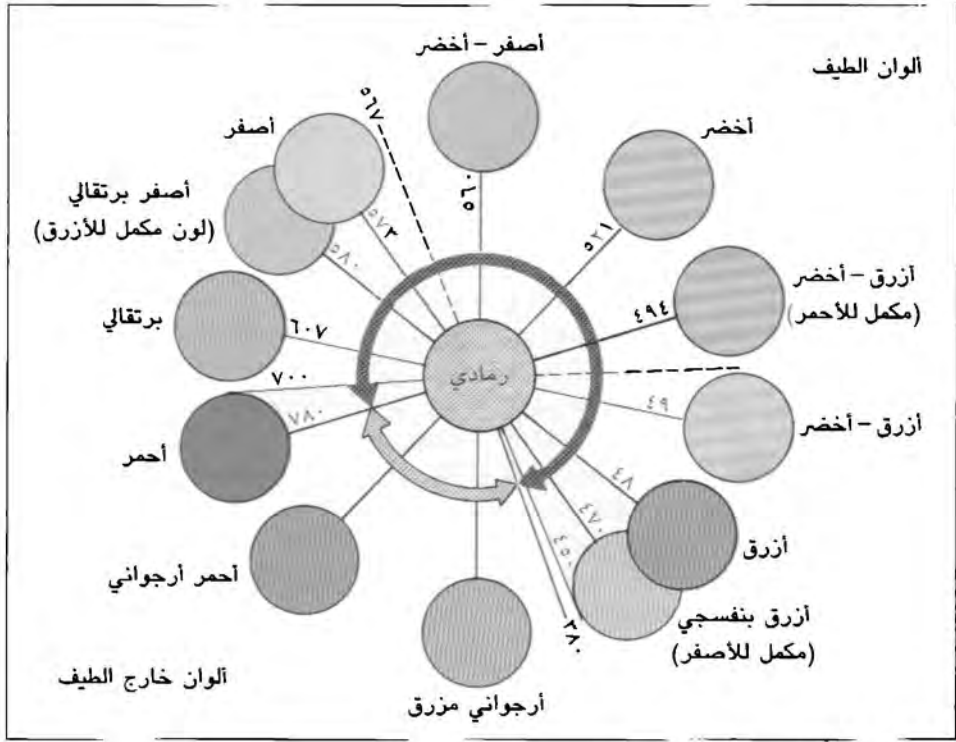 ألوان الطيف
أصفر – أخضر
أخضر
أصفر
أصفر برتقالي
(لون مكمل للأزرق)
برتقالي
أحمر
أحمر أرجواني
أرجواني مزرق
أزرق بنفسجي
(مكمل للأصفر)
أزرق
أزرق – أخضر
أزرق – أخضر
(مكمل للأحمر)
رمادي
٥٦٧
٥٦٠
٥٢١
٤٩٤
٤٩
٤٨
٤٧٠
٤٥٠
٣٨٠
٥٧٣
٥٨٠
٦٠٧
٧٠٠
٧٨٠
ألوان خارج الطيف